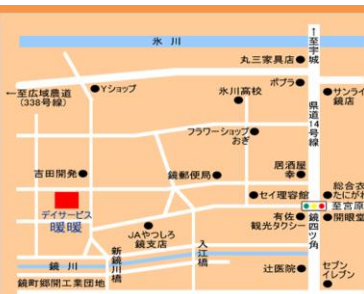 氷川
↑至宇城
丸三家具店
ポプラ
Yショップ
←至広域農道
(338号線)
氷川高校
サンライ
鏡店
県道14号線
フラワーショップ
おぎ
居酒屋
幸
吉田開発
鏡郵便局
セイ理容館
総合衣
たにがわ
至宮原
デイサービス
暖暖
有佐
観光タクシー
鏡四ツ角
開眼堂
JAやつしろ
鏡支店
新鏡川橋
入江橋
鏡川
辻医院
セブン
イレブン
鏡町郷開工業団地